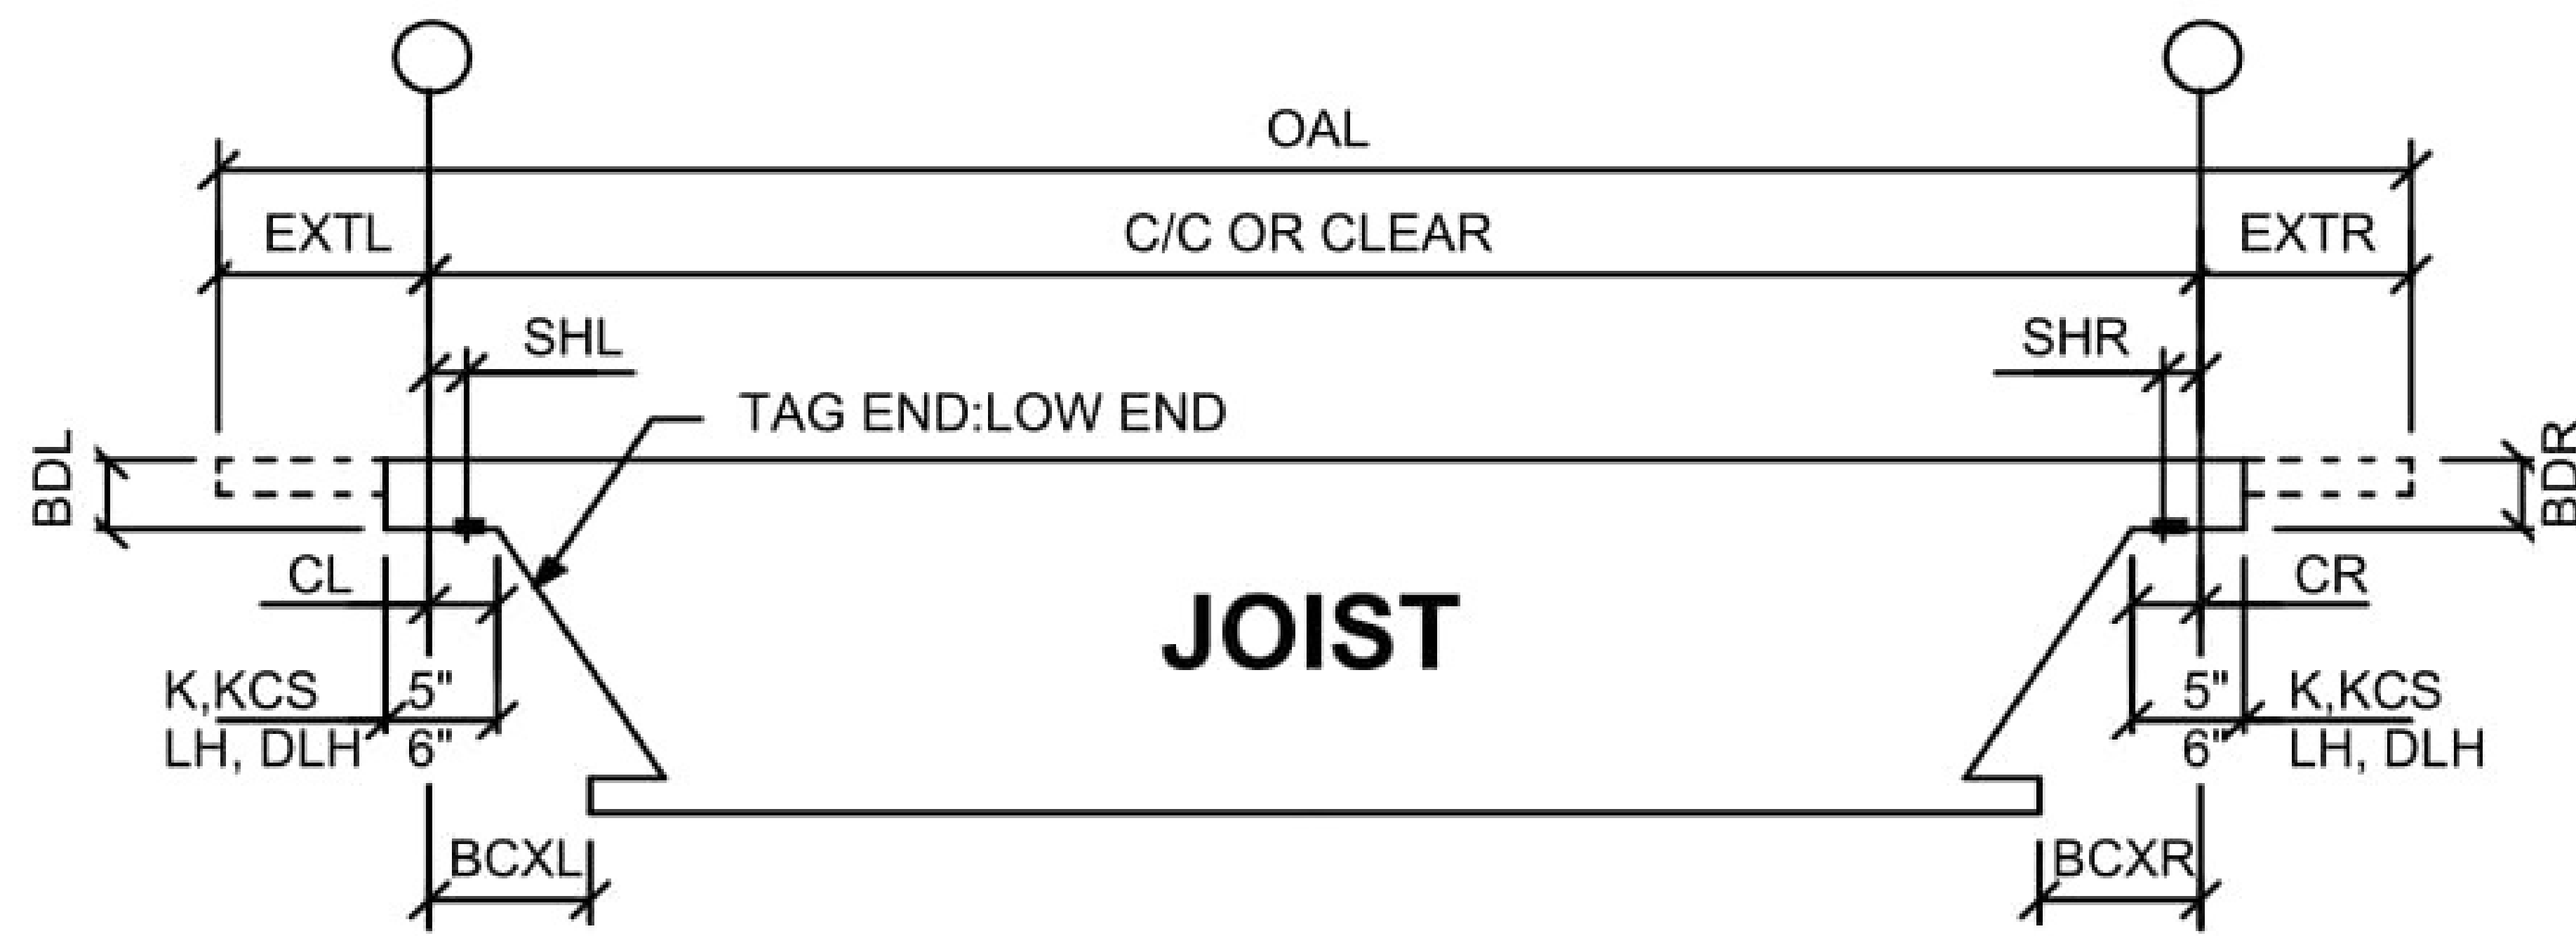 OAL
EXTL
C/C OR CLEAR
EXTR
SHL
SHR
TAG END:LOW END
BDL
BDR
CL
CR
JOIST
K,KCS 5"
LH, DLH 6"
5" K,KCS
6" LH, DLH
BCXL
BCXR